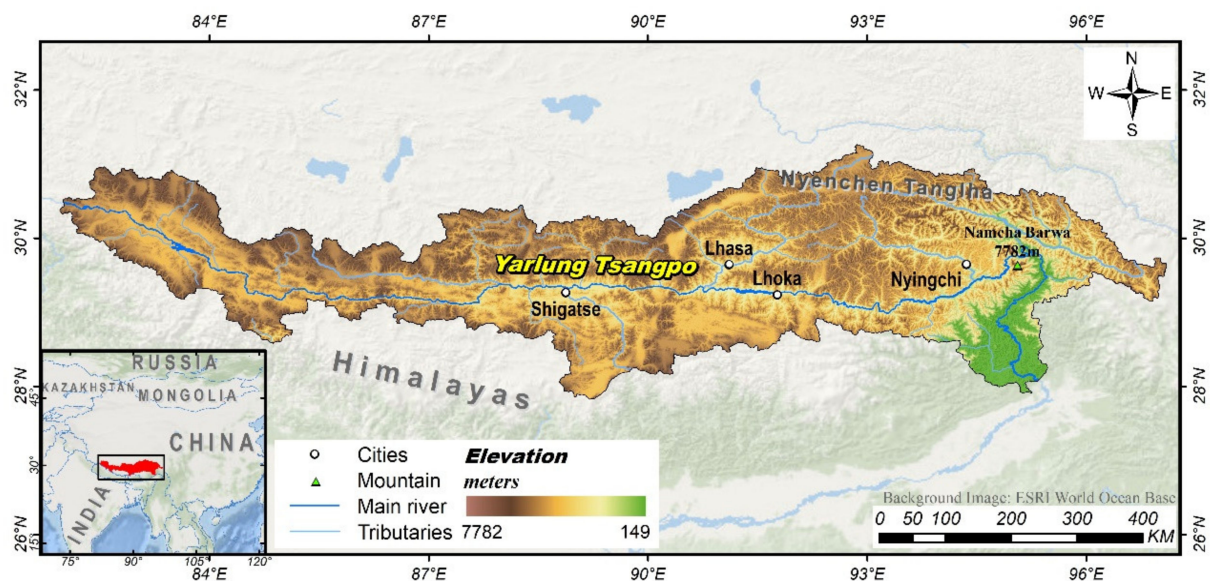 84°E 87°E 90°E 93°E 96°E
32°N 32°N
N
W E
S
Nyenchen Tanglha
30°N 30°N
Namcha Barwa
7782m
Lhasa
Yarlung Tsangpo
Nyingchi
Lhoka
Shigatse
Himalayas
28°N 28°N
RUSSIA
KAZAKHSTAN
MONGOLIA
45°
CHINA
30°
INDIA
15°
75° 90° 105° 120°
Cities
Mountain
Main river
Tributaries
Elevation
meters
7782 149
Background Image: ESRI World Ocean Base
0 50 100 200 300 400
KM
26°N 26°N
84°E 87°E 90°E 93°E 96°E